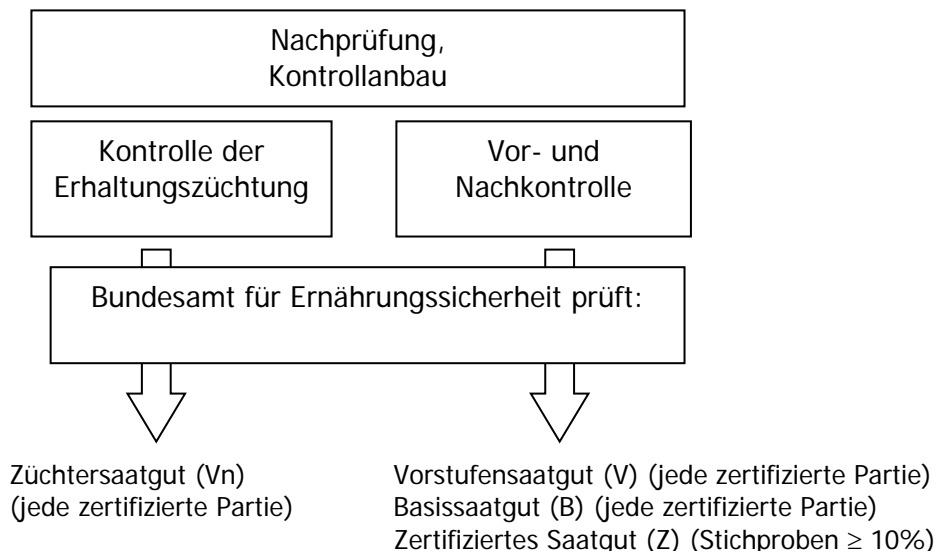 Nachprüfung,
Kontrollanbau
Kontrolle der
Erhaltungszüchtung
Vor- und
Nachkontrolle
Bundesamt für Ernährungssicherheit prüft:
Züchtersaatgut (Vn)
(jede zertifizierte Partie)
Vorstufensaatgut (V) (jede zertifizierte Partie)
Basissaatgut (B) (jede zertifizierte Partie)
Zertifiziertes Saatgut (Z) (Stichproben ≥ 10%)